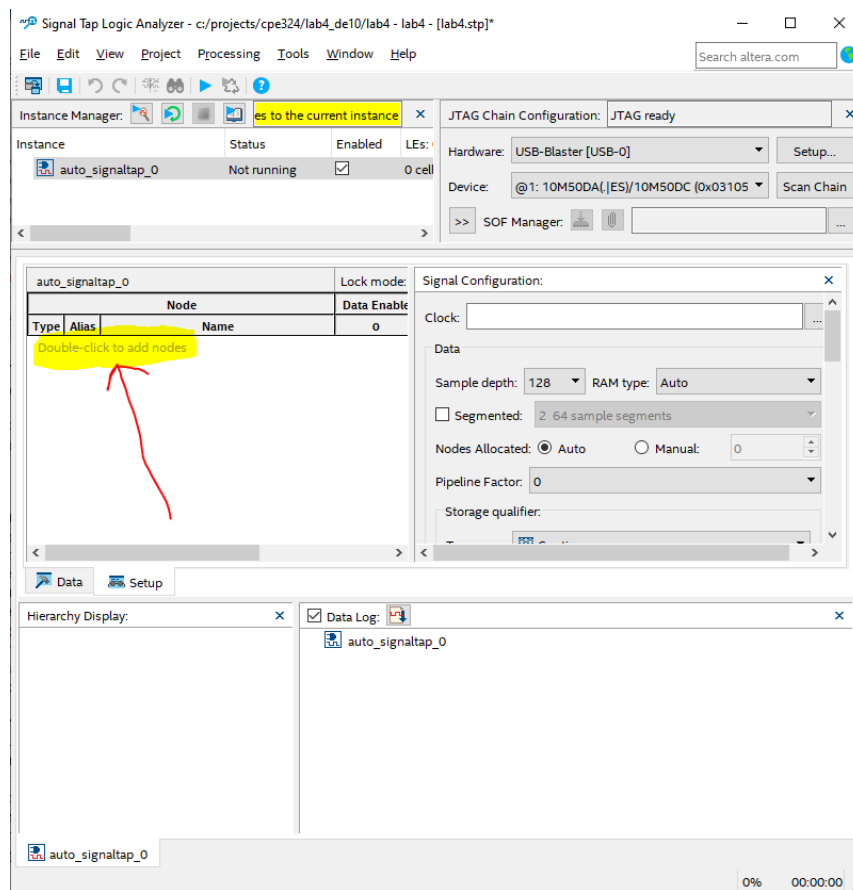 Signal Tap Logic Analyzer - c:/projects/cpe324/lab4_de10/lab4 - lab4 - [lab4.stp]*
File Edit View Project Processing Tools Window Help
Search altera.com
Instance Manager: es to the current instance
JTAG Chain Configuration: JTAG ready
Instance Status Enabled LEs:
auto_signaltap_0 Not running 0 cell
Hardware: USB-Blaster [USB-0] Setup...
Device: @1: 10M50DA(.|ES)/10M50DC (0x03105 Scan Chain
>> SOF Manager: ...
auto_signaltap_0 Lock mode:
Node Data Enable
Type Alias Name 0
Double-click to add nodes
Signal Configuration:
Clock: ...
Data
Sample depth: 128 RAM type: Auto
Segmented: 2 64 sample segments
Nodes Allocated: Auto Manual: 0
Pipeline Factor: 0
Storage qualifier:
Data Setup
Hierarchy Display:
Data Log:
auto_signaltap_0
auto_signaltap_0
0% 00:00:00